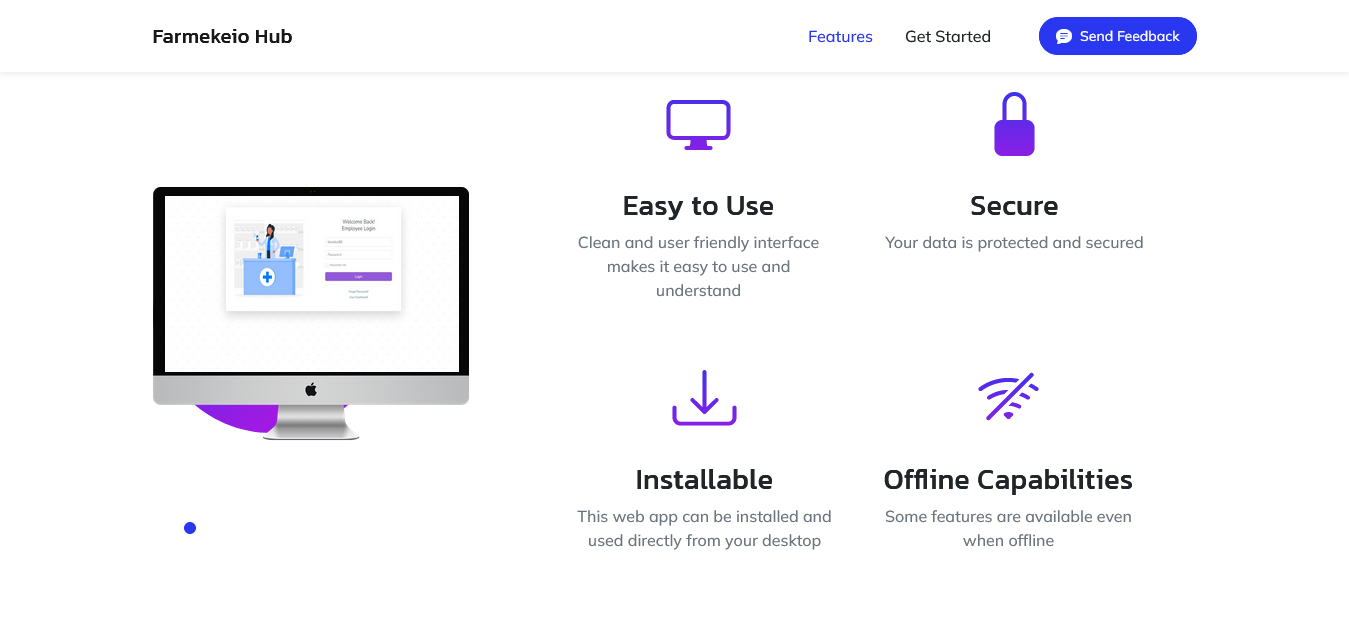 Farmekeio Hub
Features
Get Started
Send Feedback
Welcome Back!
Employee Login
Password
Login
Easy to Use
Clean and user friendly interface
makes it easy to use and
understand
Secure
Your data is protected and secured
Installable
This web app can be installed and
used directly from your desktop
Offline Capabilities
Some features are available even
when offline